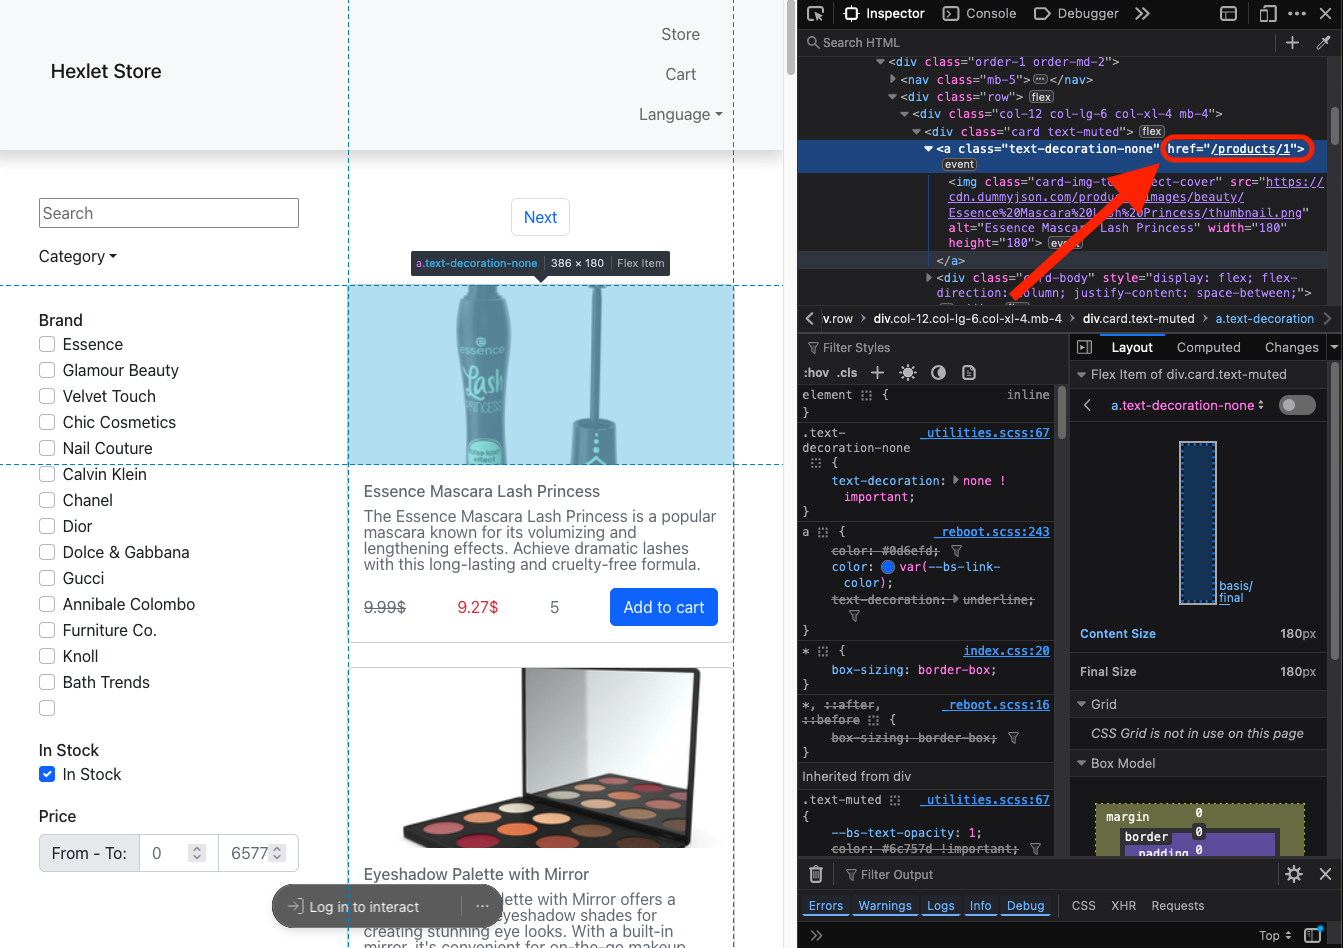 Store
Hexlet Store
Cart
Language
Search
Next
Category
a.text-decoration-none 386 × 180 Flex Item
essence
Lash
PRINCESS
false lash
effect
Brand
Essence
Glamour Beauty
Velvet Touch
Chic Cosmetics
Nail Couture
Calvin Klein
Chanel
Dior
Dolce & Gabbana
Gucci
Annibale Colombo
Furniture Co.
Knoll
Bath Trends
In Stock
In Stock
Price
From - To: 0 6577
Essence Mascara Lash Princess
The Essence Mascara Lash Princess is a popular
mascara known for its volumizing and
lengthening effects. Achieve dramatic lashes
with this long-lasting and cruelty-free formula.
9.99$ 9.27$ 5 Add to cart
Eyeshadow Palette with Mirror
lette with Mirror offers a
eyeshadow shades for
creating stunning eye looks. With a built-in
mirror, it's convenient for on-the-go makeup
Log in to interact ···
Inspector Console Debugger
Search HTML
<div class="order-1 order-md-2">
<nav class="mb-5">···</nav>
<div class="row"> flex
<div class="col-12 col-lg-6 col-xl-4 mb-4">
<div class="card text-muted"> flex
<a class="text-decoration-none" href="/products/1">
event
<img class="card-img-to ect-cover" src="https://
cdn.dummyjson.com/produc images/beauty/
Essence%20Mascara%20L sh%20Princess/thumbnail.png"
alt="Essence Masca Lash Princess" width="180"
height="180"> eve
</a>
<div class="card-body" style="display: flex; flex-
direction: column; justify-content: space-between;">
v.row > div.col-12.col-lg-6.col-xl-4.mb-4 > div.card.text-muted > a.text-decoration
Filter Styles
:hov .cls +
element { inline
}
.text-
decoration-none
_utilities.scss:67
{
text-decoration: none !
important;
}
a { _reboot.scss:243
color: #0d6efd;
color: var(--bs-link-
color);
text-decoration: underline;
}
* { index.css:20
box-sizing: border-box;
}
*, ::after,
::before {
_reboot.scss:16
box-sizing: border-box;
}
Inherited from div
.text-muted _utilities.scss:67
{
--bs-text-opacity: 1;
color: #6c757d !important;
Layout Computed Changes
Flex Item of div.card.text-muted
a.text-decoration-none
basis/
final
Content Size 180px
Final Size 180px
Grid
CSS Grid is not in use on this page
Box Model
margin 0
border 0
padding 0
Filter Output
Errors Warnings Logs Info Debug CSS XHR Requests
Top